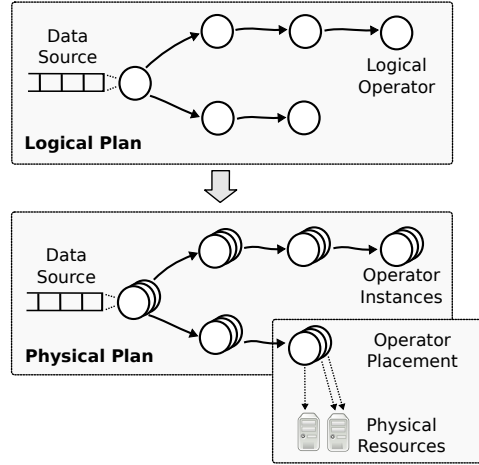 Data
Source
Logical
Operator
Logical Plan
Data
Source
Operator
Instances
Physical Plan
Operator
Placement
Physical
Resources